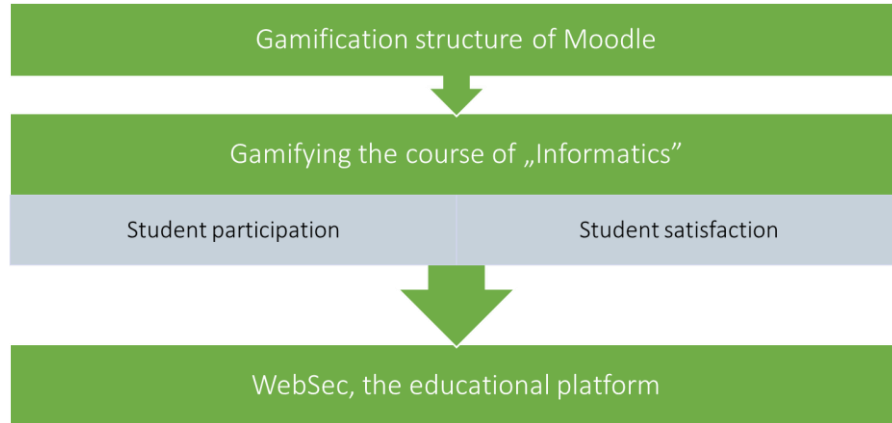 Gamification structure of Moodle
Gamifying the course of „Informatics”
Student participation
Student satisfaction
WebSec, the educational platform